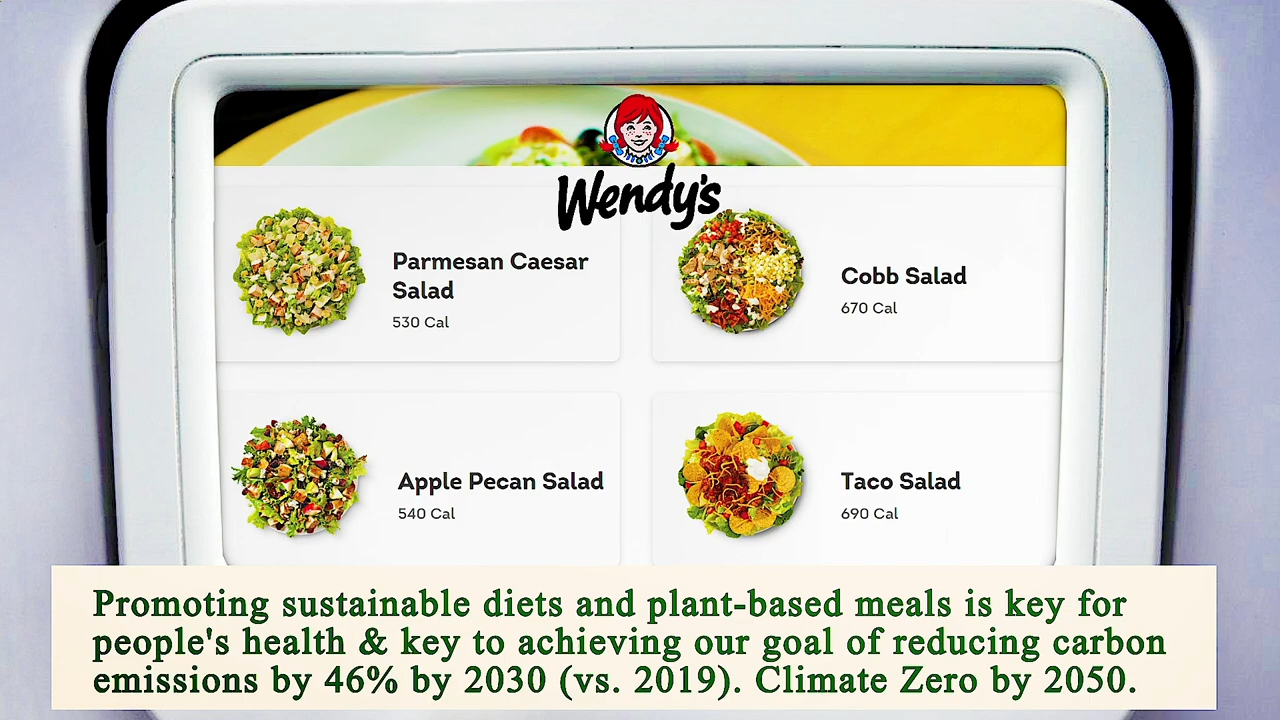 Wendy's
Parmesan Caesar
Salad
530 Cal
Cobb Salad
670 Cal
Apple Pecan Salad
540 Cal
Taco Salad
690 Cal
Promoting sustainable diets and plant-based meals is key for
people's health & key to achieving our goal of reducing carbon
emissions by 46% by 2030 (vs. 2019). Climate Zero by 2050.